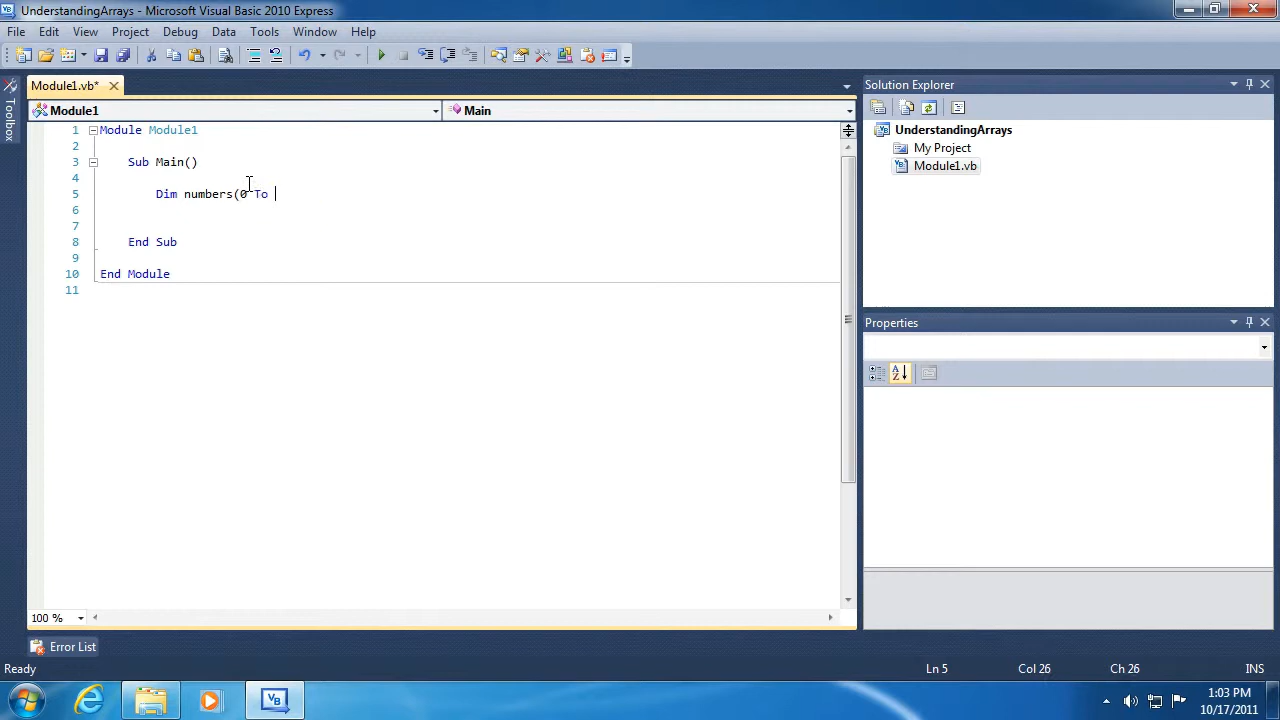 UnderstandingArrays - Microsoft Visual Basic 2010 Express
File Edit View Project Debug Data Tools Window Help
Toolbox
Module1.vb*
Module1
Main
1 Module Module1
2
3 Sub Main()
4
5 Dim numbers(0 To
6
7
8 End Sub
9
10 End Module
11
100 %
Solution Explorer
UnderstandingArrays
My Project
Module1.vb
Properties
Error List
Ready
Ln 5 Col 26 Ch 26 INS
1:03 PM
10/17/2011